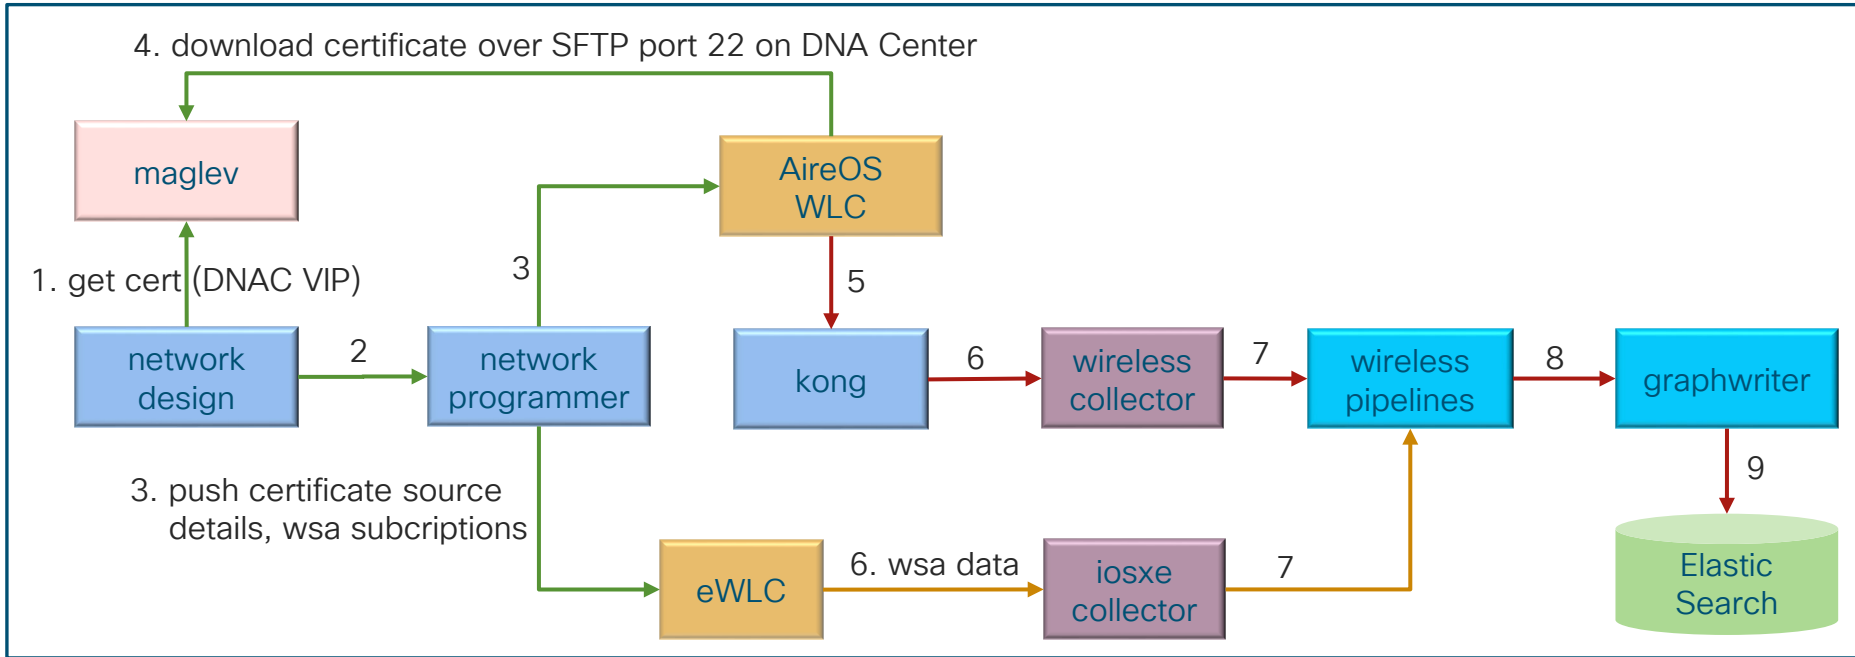 4. download certificate over SFTP port 22 on DNA Center
maglev
AireOS
WLC
1. get cert (DNAC VIP)
3
5
network
design
2
network
programmer
kong
6
wireless
collector
7
wireless
pipelines
8
graphwriter
9
3. push certificate source
details, wsa subcriptions
eWLC
6. wsa data
iosxe
collector
7
Elastic
Search